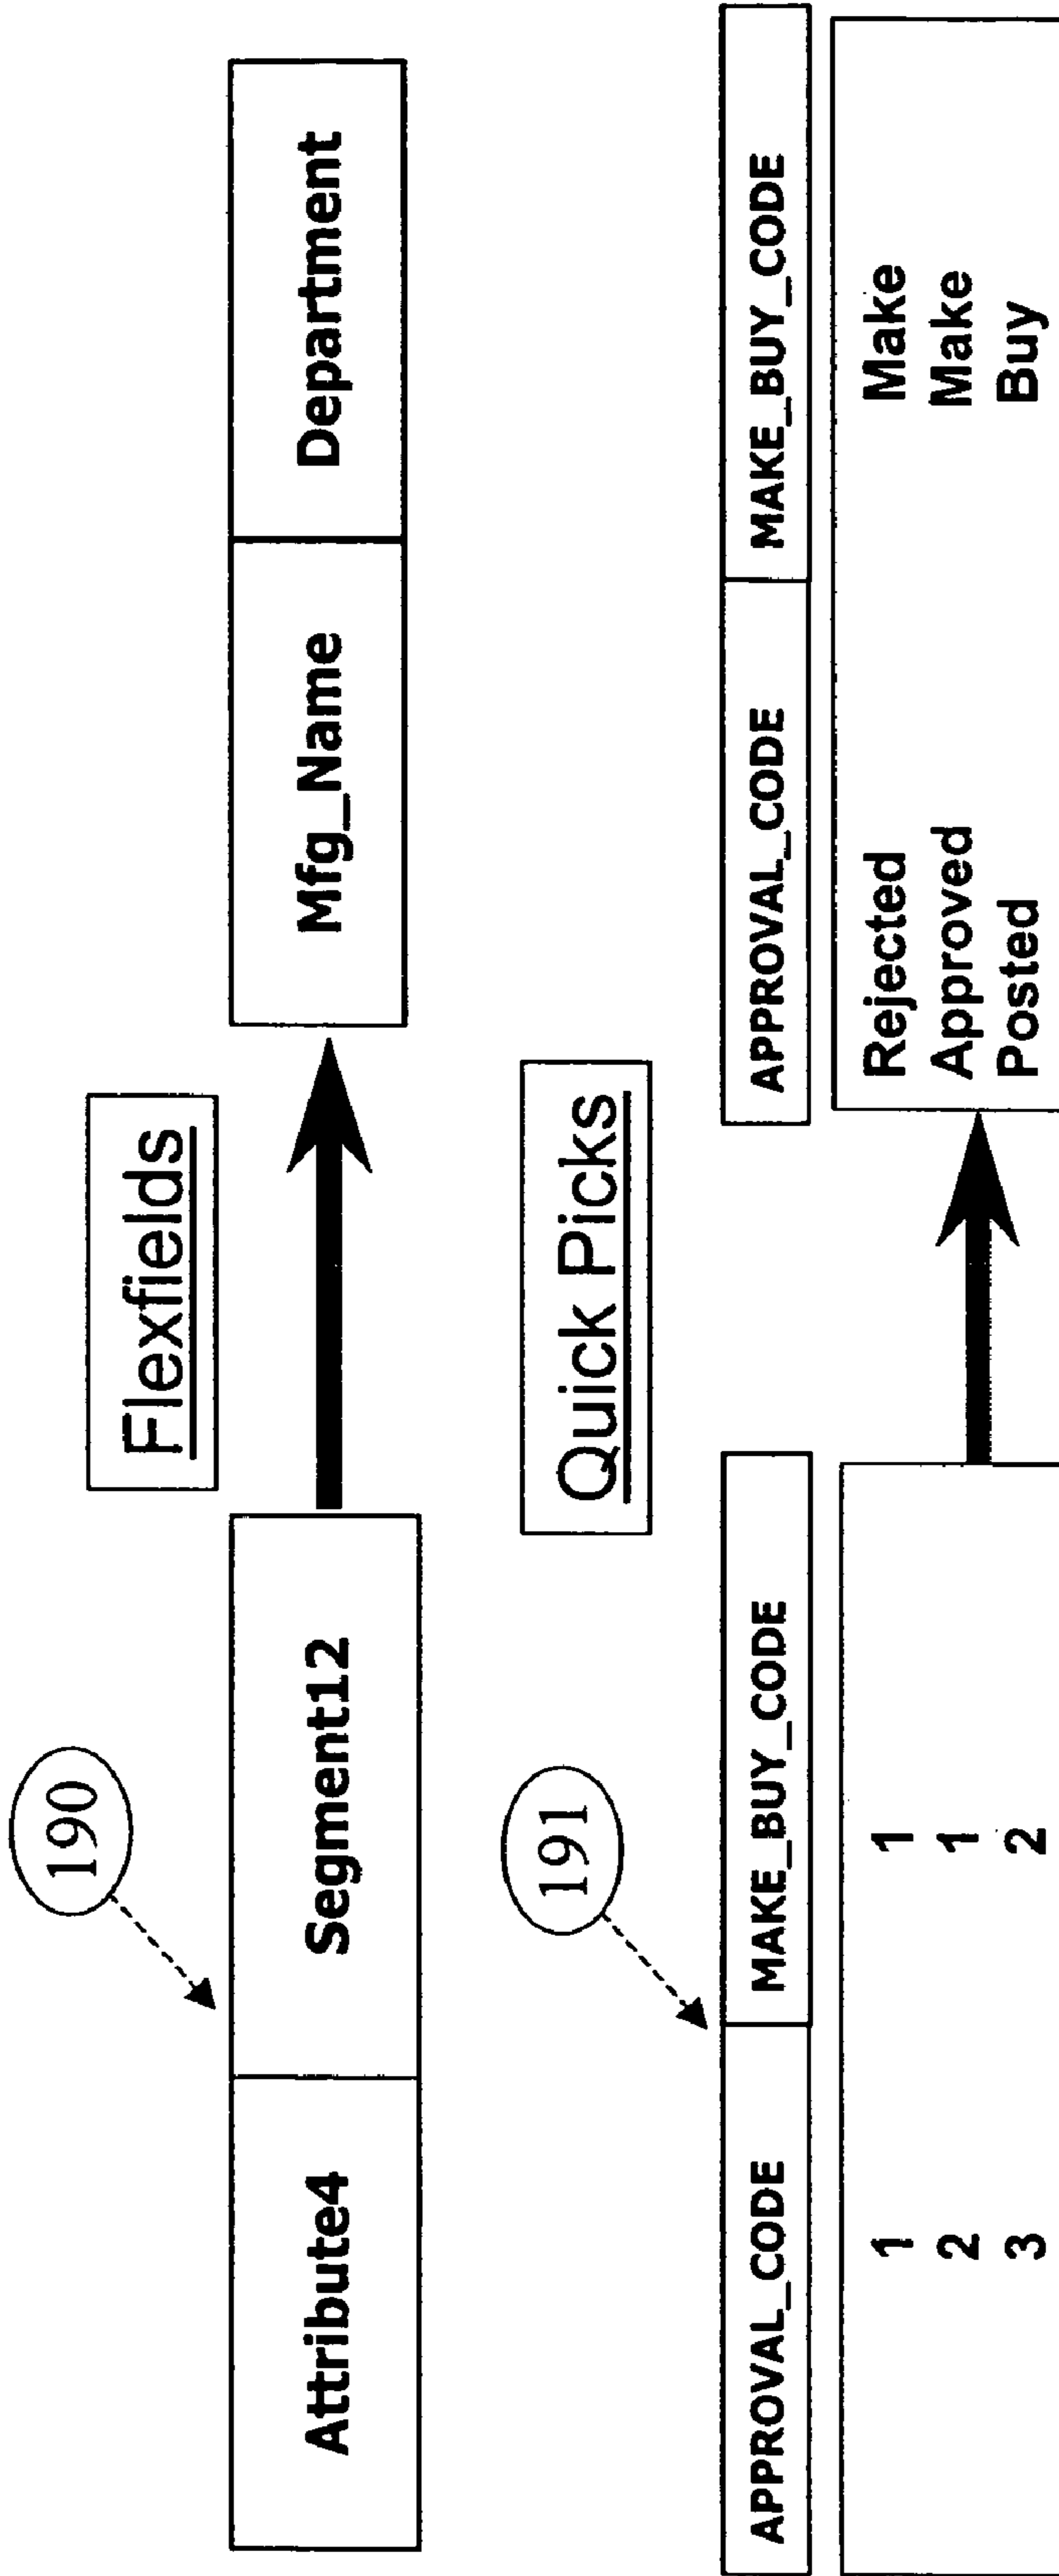 190
Flexfields
Attribute4 Segment12 Mfg_Name Department
191
Quick Picks
APPROVAL_CODE MAKE_BUY_CODE APPROVAL_CODE MAKE_BUY_CODE
1 1 Rejected Make
2 1 Approved Make
3 2 Posted Buy